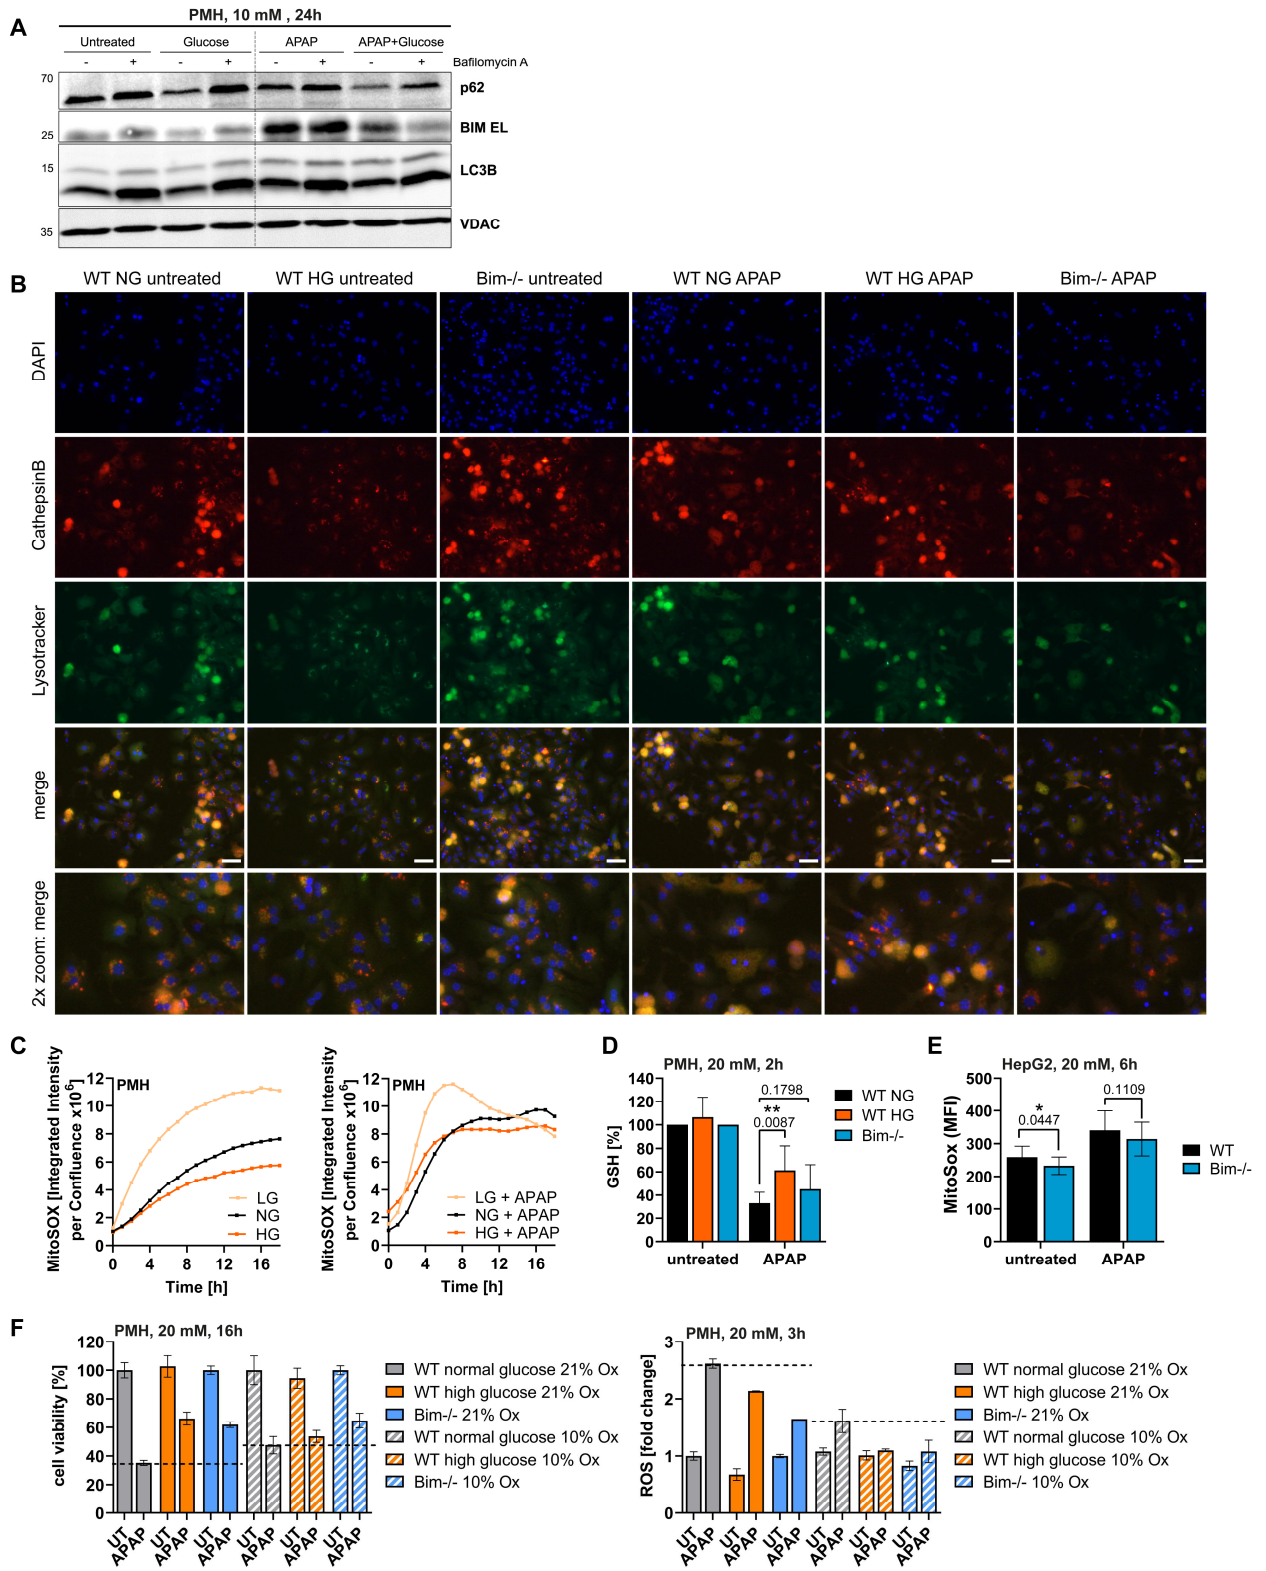 A
PMH, 10 mM , 24h
Untreated Glucose APAP APAP+Glucose
- + - + - + - + Bafilomycin A
70 p62
25 BIM EL
15 LC3B
35 VDAC
B
WT NG untreated WT HG untreated Bim-/- untreated WT NG APAP WT HG APAP Bim-/- APAP
DAPI
CathepsinB
Lysotracker
merge
2x zoom: merge
C
MitoSOX [Integrated Intensity
per Confluence x10⁶]
PMH
12
10
8
6
4
2
0
LG
NG
HG
0 4 8 12 16
Time [h]
MitoSOX [Integrated Intensity
per Confluence x10⁶]
PMH
12
10
8
6
4
2
0
LG + APAP
NG + APAP
HG + APAP
0 4 8 12 16
Time [h]
D
PMH, 20 mM, 2h
GSH [%]
140
120
100
80
60
40
20
0
0.1798
**
0.0087
untreated APAP
WT NG
WT HG
Bim-/-
E
HepG2, 20 mM, 6h
MitoSox (MFI)
500
400
300
200
100
0
*
0.0447
0.1109
untreated APAP
WT
Bim-/-
F
PMH, 20 mM, 16h
cell viability [%]
120
100
80
60
40
20
0
UT APAP UT APAP UT APAP UT APAP UT APAP UT APAP
WT normal glucose 21% Ox
WT high glucose 21% Ox
Bim-/- 21% Ox
WT normal glucose 10% Ox
WT high glucose 10% Ox
Bim-/- 10% Ox
PMH, 20 mM, 3h
ROS [fold change]
3
2
1
0
UT APAP UT APAP UT APAP UT APAP UT APAP UT APAP
WT normal glucose 21% Ox
WT high glucose 21% Ox
Bim-/- 21% Ox
WT normal glucose 10% Ox
WT high glucose 10% Ox
Bim-/- 10% Ox